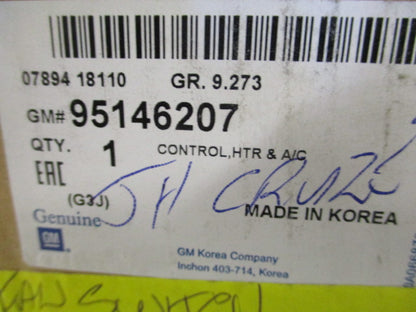 07894 18110 GR. 9.273
GM# 95146207
QTY. 1 CONTROL,HTR & A/C
EAC
(G3J) JH CRUZE
Genuine MADE IN KOREA
GM GM Korea Company
Inchon 403-714, Korea